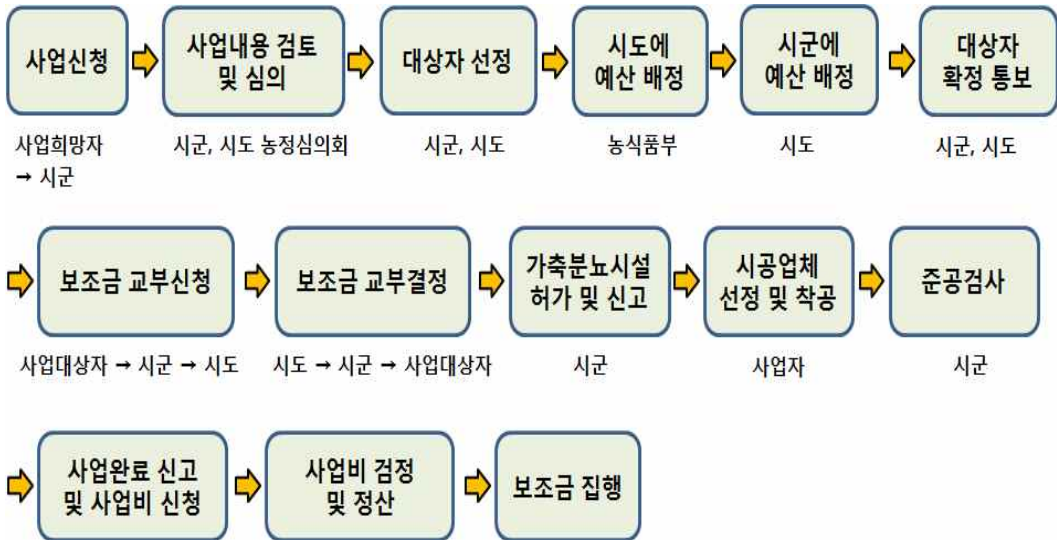 사업신청
사업내용 검토
및 심의
대상자 선정
시도에
예산 배정
시군에
예산 배정
대상자
확정 통보
사업희망자
→ 시군
시군, 시도 농정심의회
시군, 시도
농식품부
시도
시군, 시도
보조금 교부신청
보조금 교부결정
가축분뇨시설
허가 및 신고
시공업체
선정 및 착공
준공검사
사업대상자 → 시군 → 시도
시도 → 시군 → 사업대상자
시군
사업자
시군
사업완료 신고
및 사업비 신청
사업비 검정
및 정산
보조금 집행